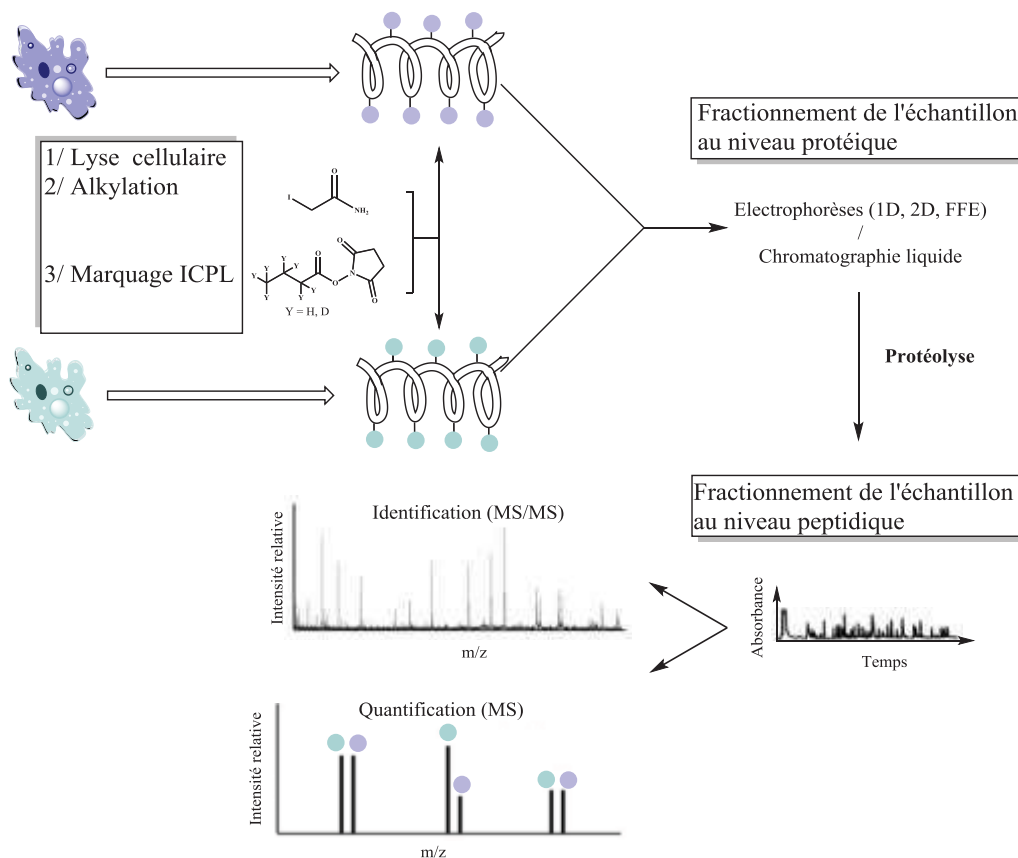 1/ Lyse cellulaire
2/ Alkylation
3/ Marquage ICPL
O
I
NH2
Y Y Y Y Y Y Y
O
O
N
O
O
Y = H, D
Fractionnement de l'échantillon
au niveau protéique
Electrophorèses (1D, 2D, FFE)
/
Chromatographie liquide
Protéolyse
Fractionnement de l'échantillon
au niveau peptidique
Absorbance
Temps
Identification (MS/MS)
Intensité relative
m/z
Quantification (MS)
Intensité relative
m/z